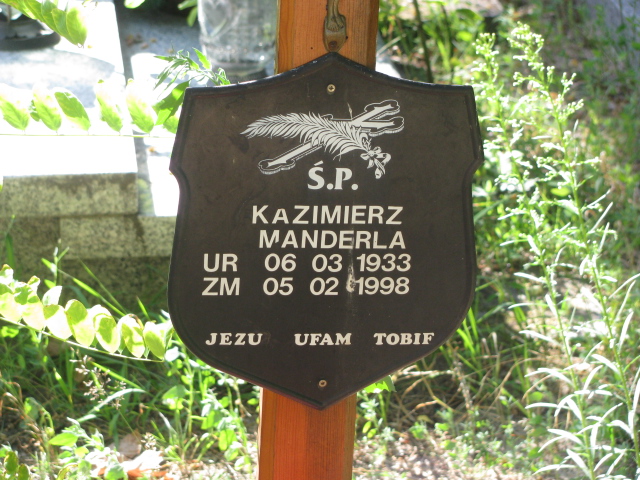 Ś.P.
KAZIMIERZ
MANDERLA
UR 06 03 1933
ZM 05 02 1998
JEZU UFAM TOBIF